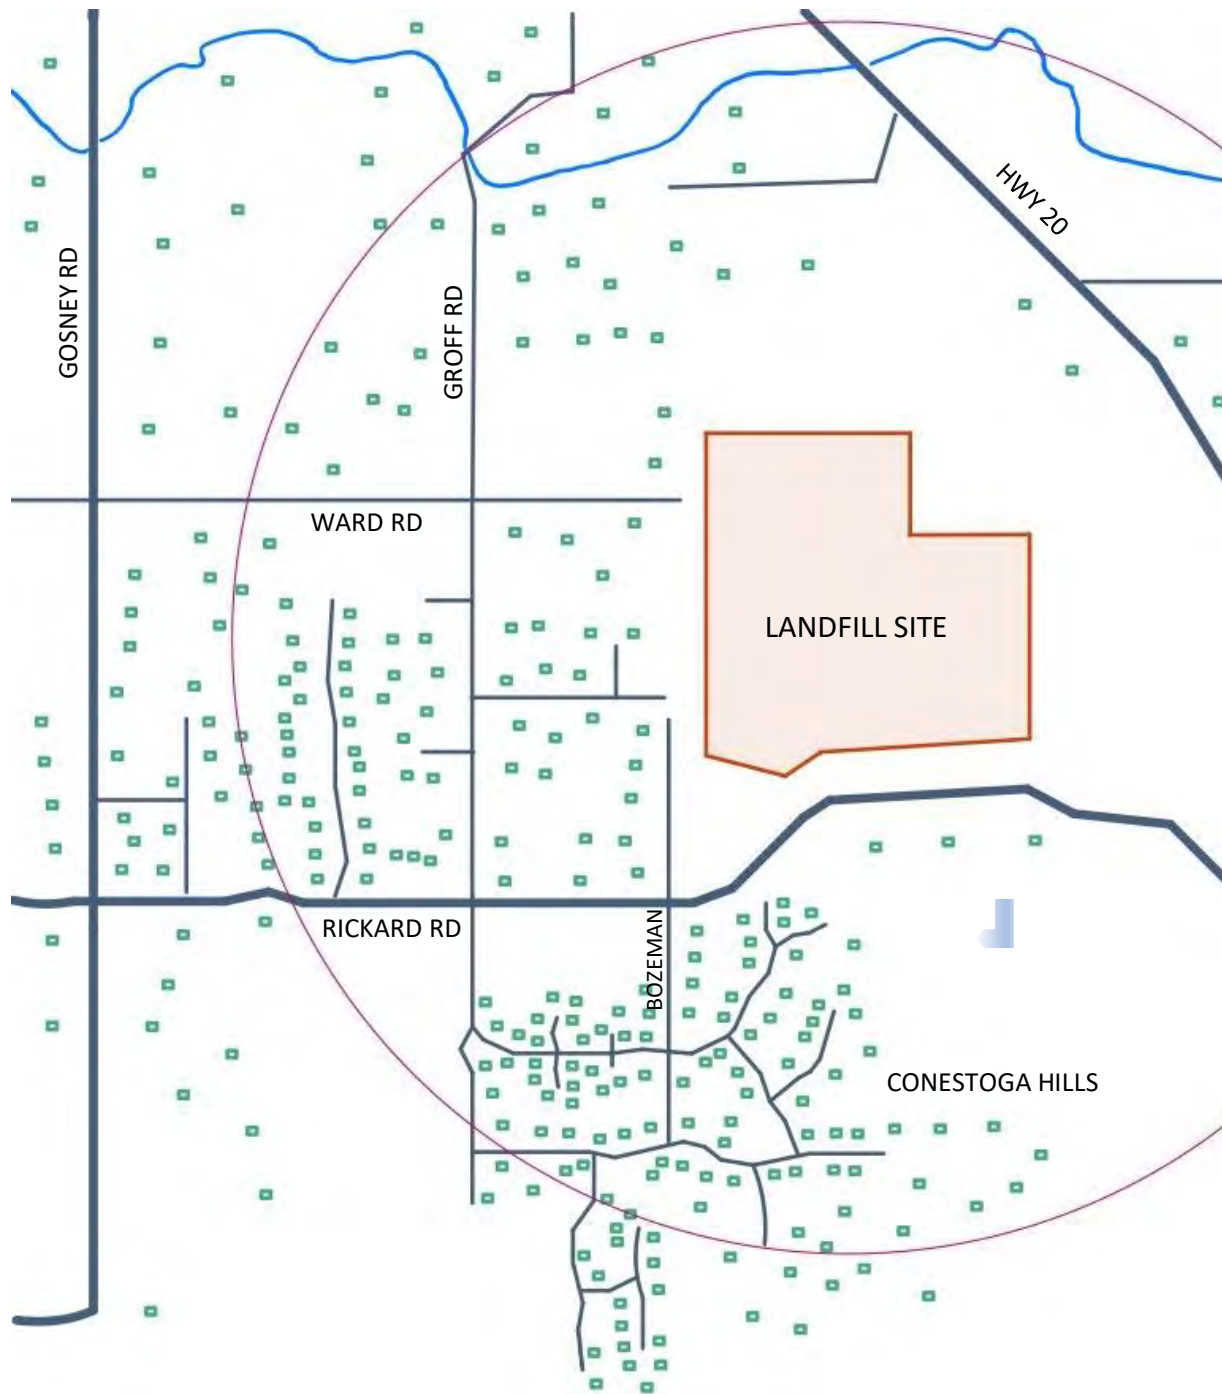 HWY 20
GOSNEY RD
GROFF RD
WARD RD
LANDFILL SITE
RICKARD RD
BOZEMAN
CONESTOGA HILLS